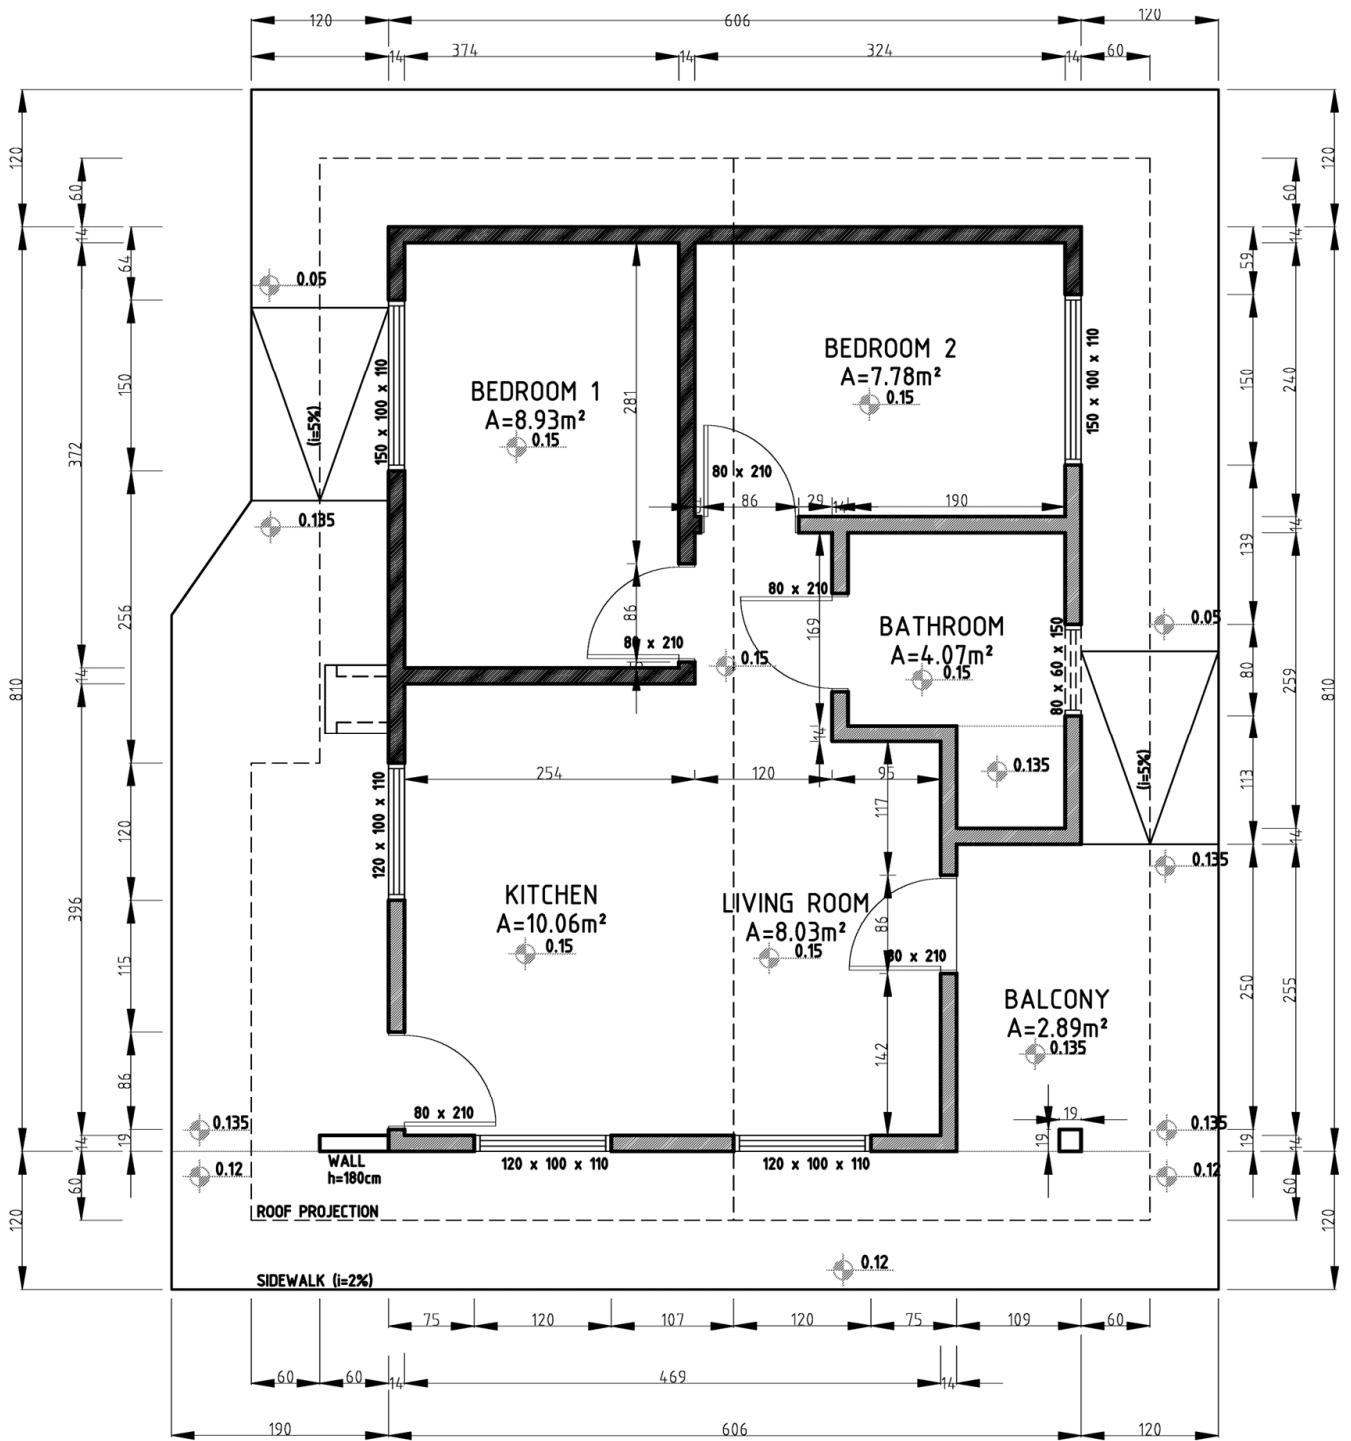 120 606 120
14 374 14 324 14 60
120
60
14
64
150
256
372
14
810
120
396
115
86
14 19
60
120
120
60
14
59
150
240
139
14
80
259
113
14
810
250
255
19 14
60
120
0.05
(i=5%)
150 x 100 x 110
BEDROOM 1
A=8.93m²
0.15
281
BEDROOM 2
A=7.78m²
0.15
150 x 100 x 110
80 x 210
86 29 14 190
0.135
80 x 210
86
80 x 210
0.15
169
14
BATHROOM
A=4.07m²
0.15
80 x 60 x 150
0.05
(i=5%)
0.135
254 120 95
117
120 x 100 x 110
KITCHEN
A=10.06m²
0.15
LIVING ROOM
A=8.03m²
0.15
86
80 x 210
142
0.135
BALCONY
A=2.89m²
0.135
80 x 210
19
19
0.135
0.12
0.135
0.12
WALL
h=180cm
120 x 100 x 110
120 x 100 x 110
ROOF PROJECTION
0.12
SIDEWALK (i=2%)
75 120 107 120 75 109 60
60 60 14 469 14
190 606 120